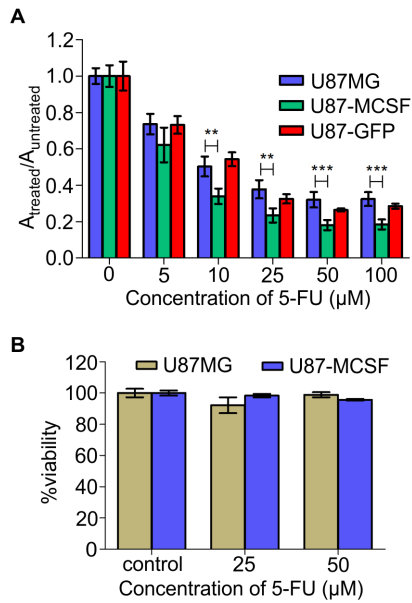 A
A_treated/A_untreated
1.2
1.0
0.8
0.6
0.4
0.2
0.0
U87MG
U87-MCSF
U87-GFP
**
**
***
***
0 5 10 25 50 100
Concentration of 5-FU (μM)
B
%viability
120
100
80
60
40
20
0
U87MG U87-MCSF
control 25 50
Concentration of 5-FU (μM)